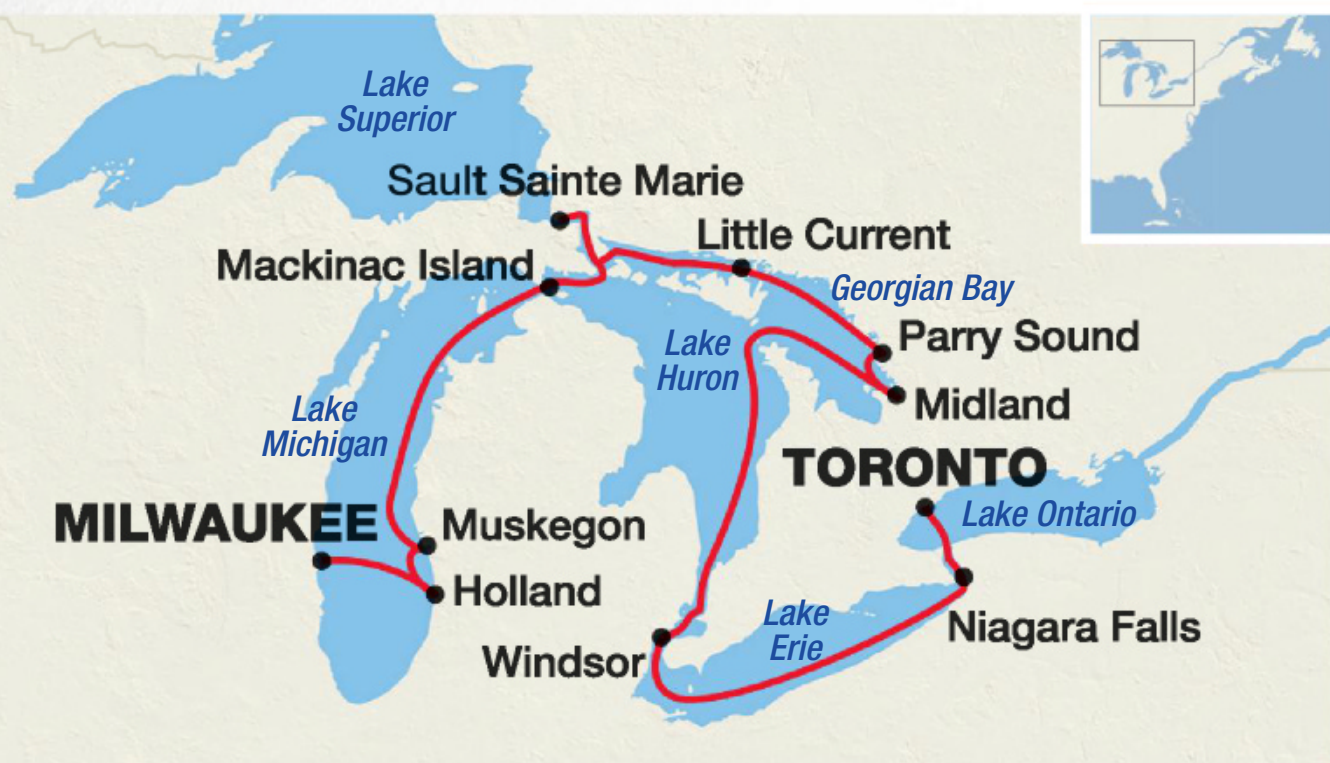 Lake
Superior
Sault Sainte Marie
Little Current
Mackinac Island
Georgian Bay
Parry Sound
Lake
Huron
Midland
Lake
Michigan
TORONTO
Lake Ontario
MILWAUKEE
Muskegon
Holland
Lake
Erie
Niagara Falls
Windsor